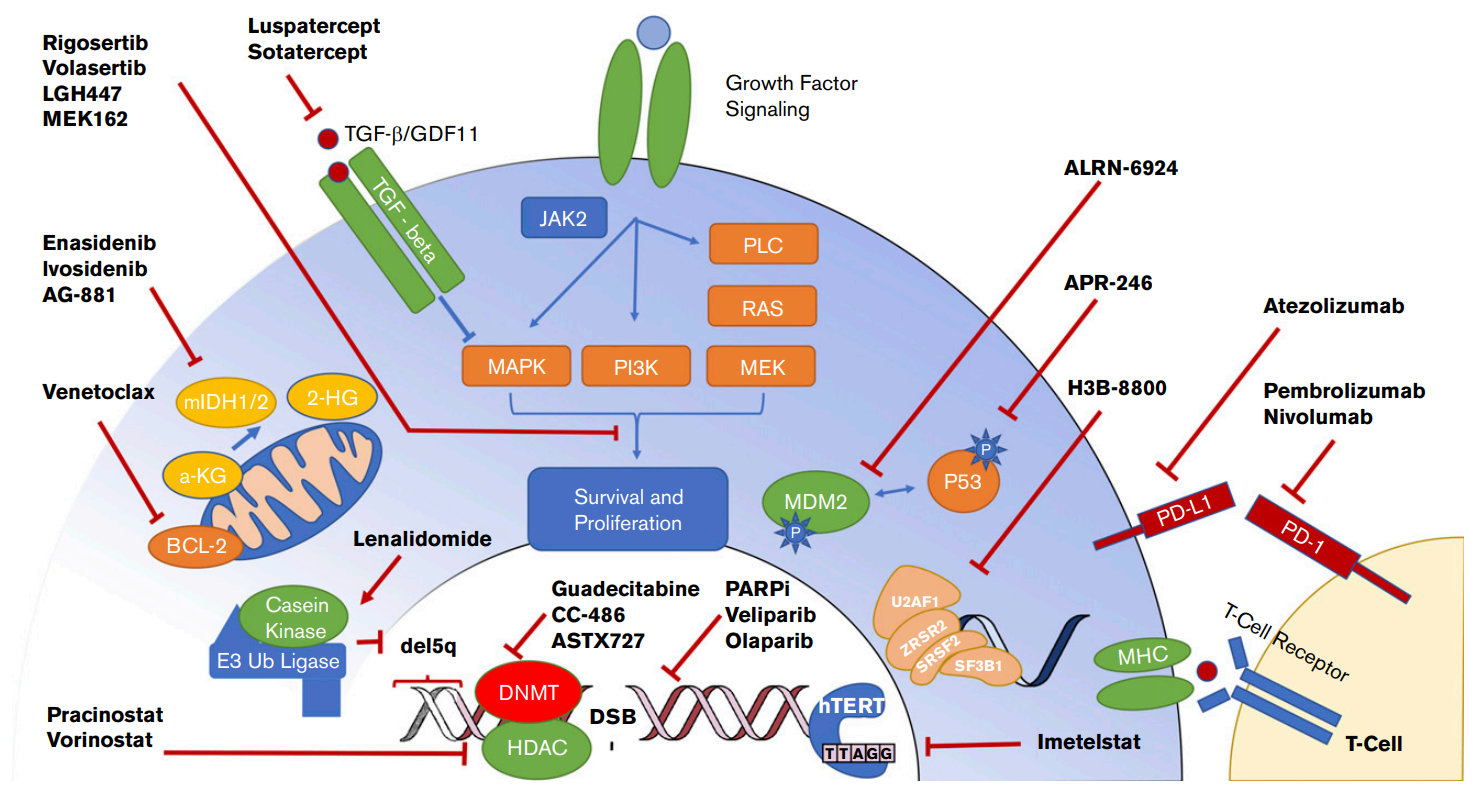 Rigosertib
Volasertib
LGH447
MEK162
Luspatercept
Sotatercept
TGF-β/GDF11
TGF - beta
Growth Factor
Signaling
JAK2
PLC
RAS
MAPK
PI3K
MEK
Survival and
Proliferation
Enasidenib
Ivosidenib
AG-881
mIDH1/2
2-HG
Venetoclax
a-KG
BCL-2
Lenalidomide
Casein
Kinase
E3 Ub Ligase
del5q
Pracinostat
Vorinostat
Guadecitabine
CC-486
ASTX727
DNMT
HDAC
DSB
PARPi
Veliparib
Olaparib
hTERT
TTAGG
Imetelstat
ALRN-6924
APR-246
H3B-8800
P
P53
MDM2
P
U2AF1
ZRSR2
SRSF2
SF3B1
Atezolizumab
Pembrolizumab
Nivolumab
PD-L1
PD-1
MHC
T-Cell Receptor
T-Cell